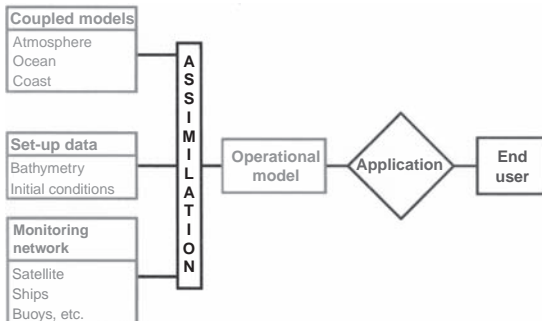 Coupled models
Atmosphere
Ocean
Coast
Set-up data
Bathymetry
Initial conditions
Monitoring
network
Satellite
Ships
Buoys, etc.
ASSIMILATION
Operational
model
Application
End
user